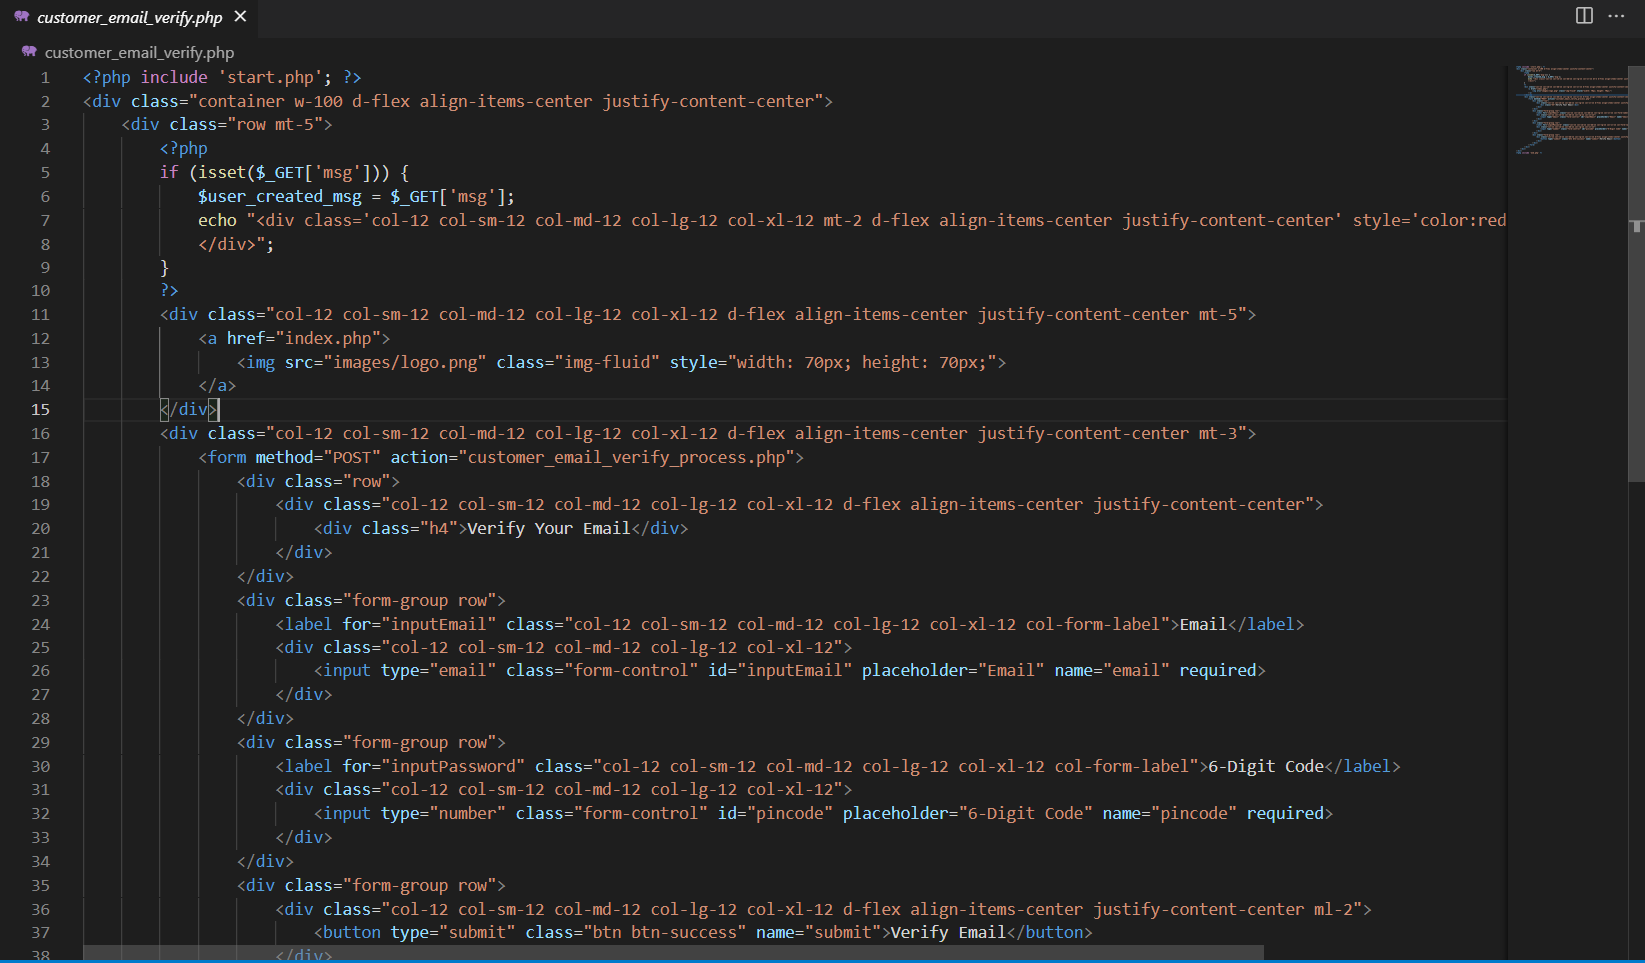 customer_email_verify.php
customer_email_verify.php
1 <?php include 'start.php'; ?>
2 <div class="container w-100 d-flex align-items-center justify-content-center">
3 <div class="row mt-5">
4 <?php
5 if (isset($_GET['msg'])) {
6 $user_created_msg = $_GET['msg'];
7 echo "<div class='col-12 col-sm-12 col-md-12 col-lg-12 col-xl-12 mt-2 d-flex align-items-center justify-content-center' style='color:red
8 </div>";
9 }
10 ?>
11 <div class="col-12 col-sm-12 col-md-12 col-lg-12 col-xl-12 d-flex align-items-center justify-content-center mt-5">
12 <a href="index.php">
13 <img src="images/logo.png" class="img-fluid" style="width: 70px; height: 70px;">
14 </a>
15 </div>
16 <div class="col-12 col-sm-12 col-md-12 col-lg-12 col-xl-12 d-flex align-items-center justify-content-center mt-3">
17 <form method="POST" action="customer_email_verify_process.php">
18 <div class="row">
19 <div class="col-12 col-sm-12 col-md-12 col-lg-12 col-xl-12 d-flex align-items-center justify-content-center">
20 <div class="h4">Verify Your Email</div>
21 </div>
22 </div>
23 <div class="form-group row">
24 <label for="inputEmail" class="col-12 col-sm-12 col-md-12 col-lg-12 col-xl-12 col-form-label">Email</label>
25 <div class="col-12 col-sm-12 col-md-12 col-lg-12 col-xl-12">
26 <input type="email" class="form-control" id="inputEmail" placeholder="Email" name="email" required>
27 </div>
28 </div>
29 <div class="form-group row">
30 <label for="inputPassword" class="col-12 col-sm-12 col-md-12 col-lg-12 col-xl-12 col-form-label">6-Digit Code</label>
31 <div class="col-12 col-sm-12 col-md-12 col-lg-12 col-xl-12">
32 <input type="number" class="form-control" id="pincode" placeholder="6-Digit Code" name="pincode" required>
33 </div>
34 </div>
35 <div class="form-group row">
36 <div class="col-12 col-sm-12 col-md-12 col-lg-12 col-xl-12 d-flex align-items-center justify-content-center ml-2">
37 <button type="submit" class="btn btn-success" name="submit">Verify Email</button>
38 </div>